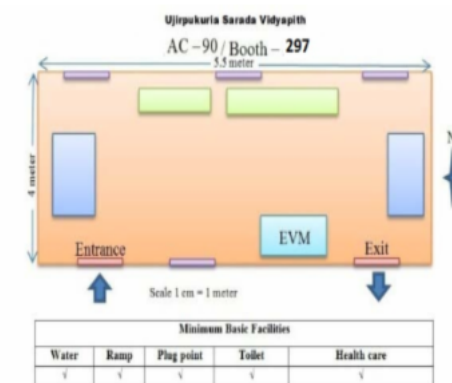 Ujirpukuria Sarada Vidyapith
AC -90 / Booth – 297
5.5 meter
4 meter
N
EVM
Entrance
Exit
Scale 1 cm = 1 meter
Minimum Basic Facilities
Water Ramp Plug point Toilet Health care
√ √ √ √ √